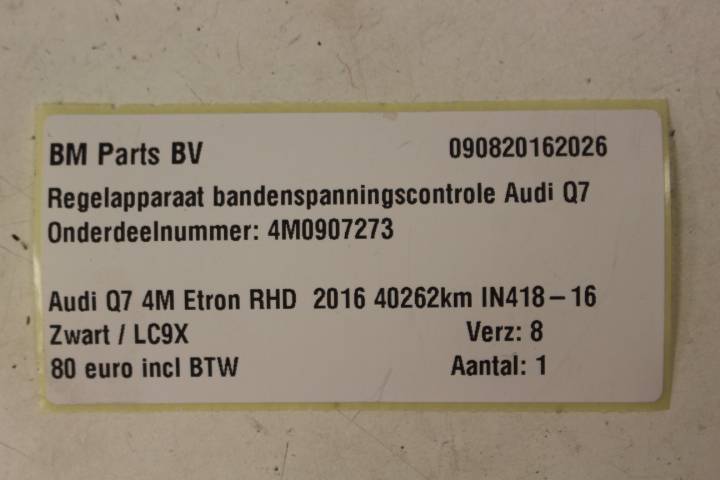 BM Parts BV 090820162026
Regelapparaat bandenspanningscontrole Audi Q7
Onderdeelnummer: 4M0907273
Audi Q7 4M Etron RHD 2016 40262km IN418-16
Zwart / LC9X Verz: 8
80 euro incl BTW Aantal: 1